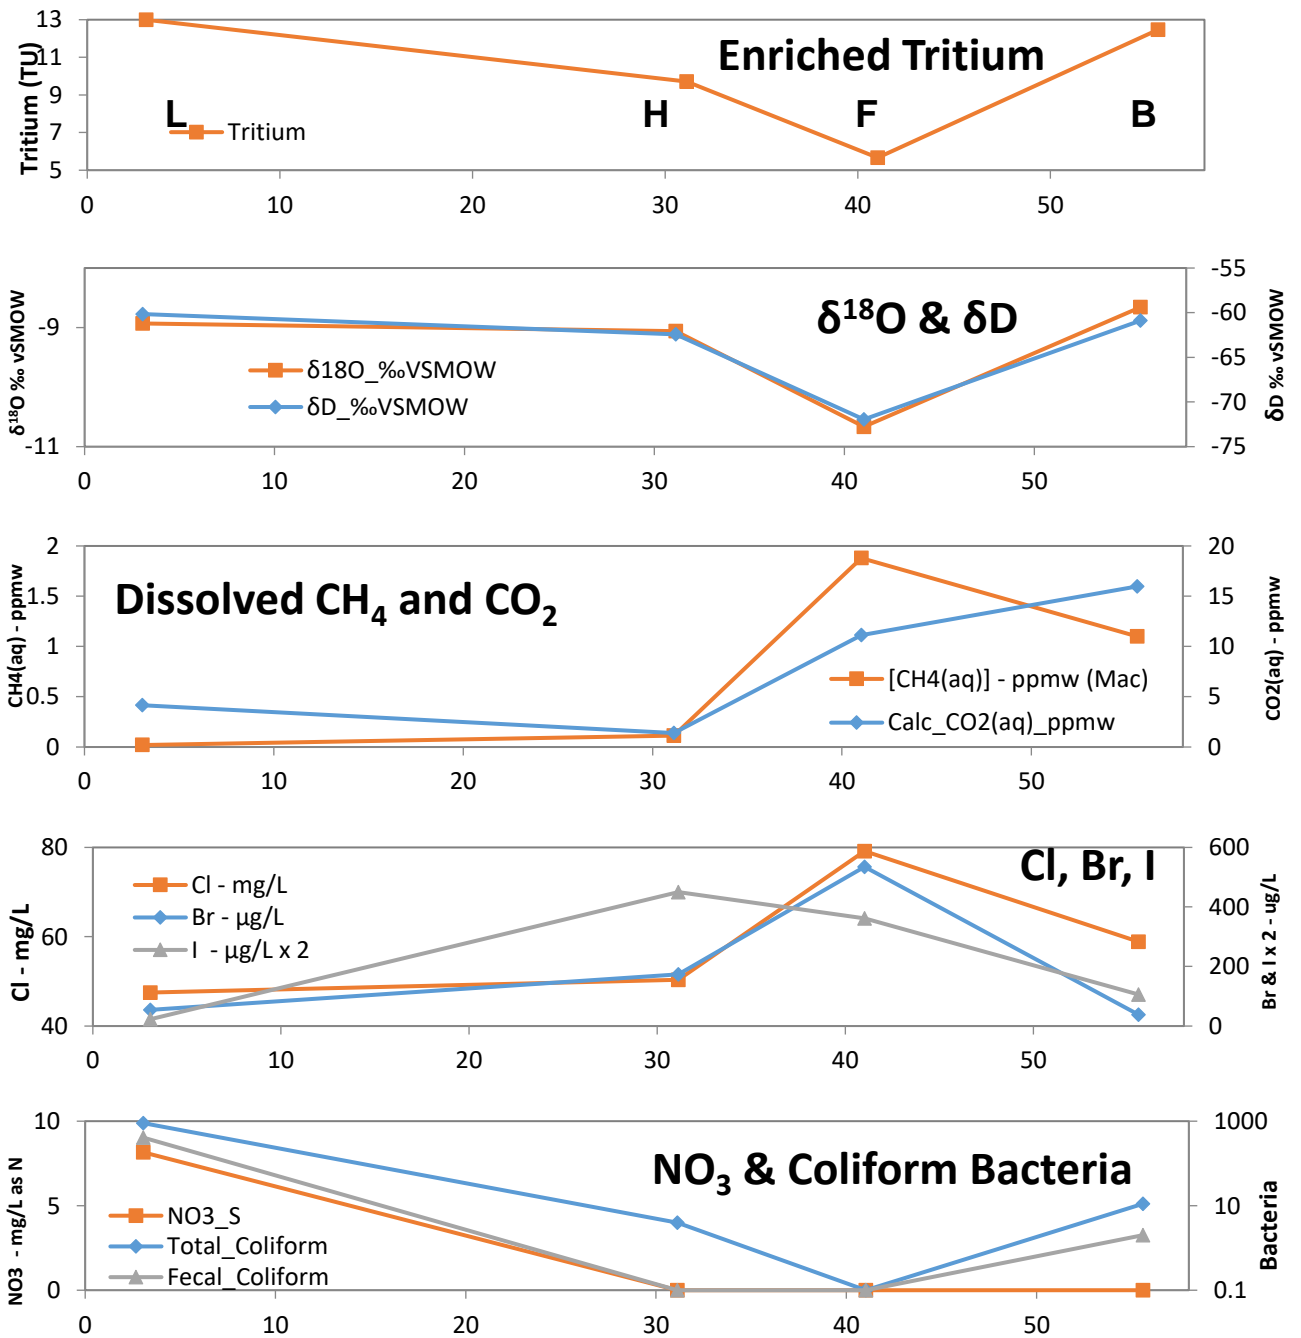 13
11
9
7
5
Tritium (TU)
Enriched Tritium
L
H
F
B
Tritium
0
10
20
30
40
50
-9
-11
δ¹⁸O ‰ vSMOW
δ¹⁸O & δD
δ18O_‰VSMOW
δD_‰VSMOW
-55
-60
-65
-70
-75
δD ‰ vSMOW
0
10
20
30
40
50
2
1.5
1
0.5
0
CH4(aq) - ppmw
Dissolved CH₄ and CO₂
[CH4(aq)] - ppmw (Mac)
Calc_CO2(aq)_ppmw
20
15
10
5
0
CO2(aq) - ppmw
0
10
20
30
40
50
80
60
40
Cl - mg/L
Cl, Br, I
Cl - mg/L
Br - µg/L
I - µg/L x 2
600
400
200
0
Br & I x 2 - ug/L
0
10
20
30
40
50
10
5
0
NO3 - mg/L as N
NO₃ & Coliform Bacteria
NO3_S
Total_Coliform
Fecal_Coliform
1000
10
0.1
Bacteria
0
10
20
30
40
50